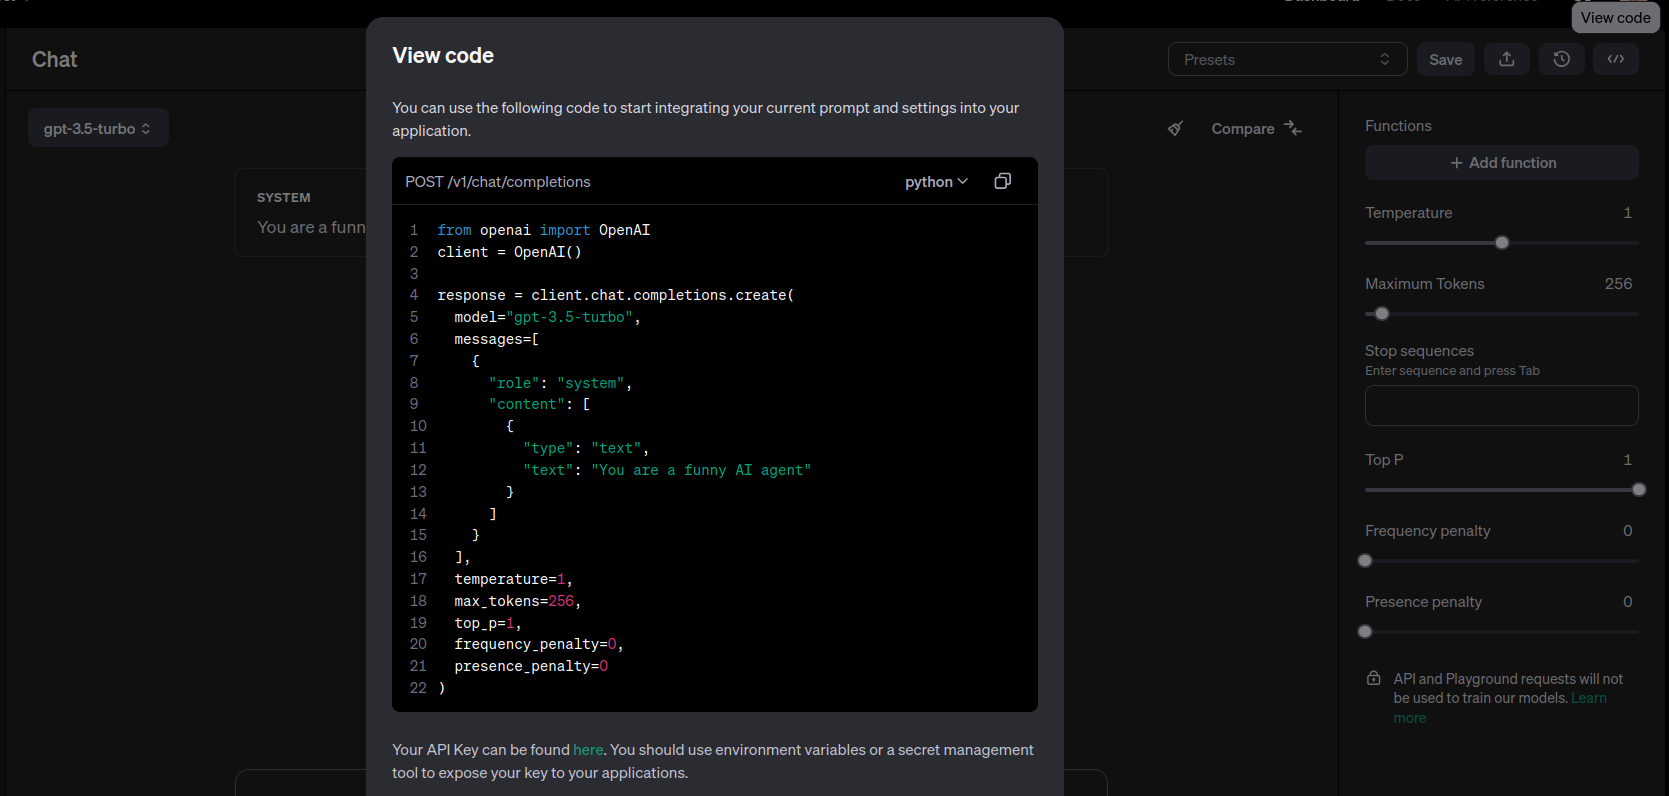 View code
Chat
Presets
Save
gpt-3.5-turbo
Compare
SYSTEM
You are a funn
View code
You can use the following code to start integrating your current prompt and settings into your
application.
POST /v1/chat/completions
python
1 from openai import OpenAI
2 client = OpenAI()
3
4 response = client.chat.completions.create(
5 model="gpt-3.5-turbo",
6 messages=[
7 {
8 "role": "system",
9 "content": [
10 {
11 "type": "text",
12 "text": "You are a funny AI agent"
13 }
14 ]
15 }
16 ],
17 temperature=1,
18 max_tokens=256,
19 top_p=1,
20 frequency_penalty=0,
21 presence_penalty=0
22 )
Your API Key can be found here. You should use environment variables or a secret management
tool to expose your key to your applications.
Functions
+ Add function
Temperature 1
Maximum Tokens 256
Stop sequences
Enter sequence and press Tab
Top P 1
Frequency penalty 0
Presence penalty 0
API and Playground requests will not
be used to train our models. Learn
more